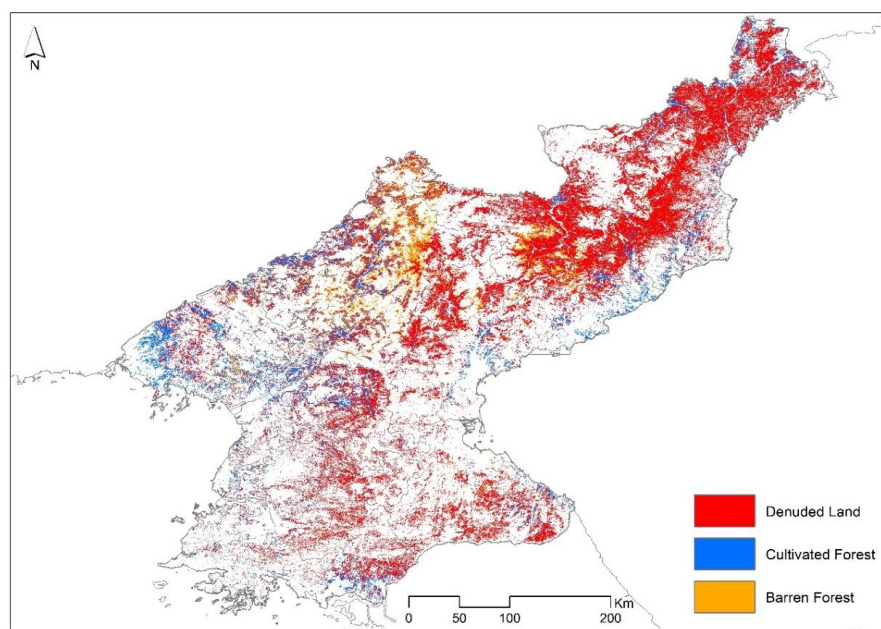 N
Denuded Land
Cultivated Forest
Barren Forest
Km
0 50 100 200